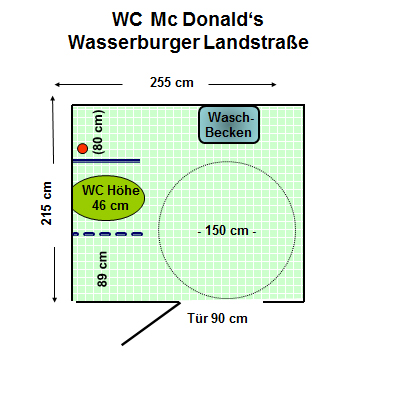 WC Mc Donald‘s
Wasserburger Landstraße
255 cm
(80 cm)
Wasch-
Becken
WC Höhe
46 cm
215 cm
- 150 cm -
89 cm
Tür 90 cm